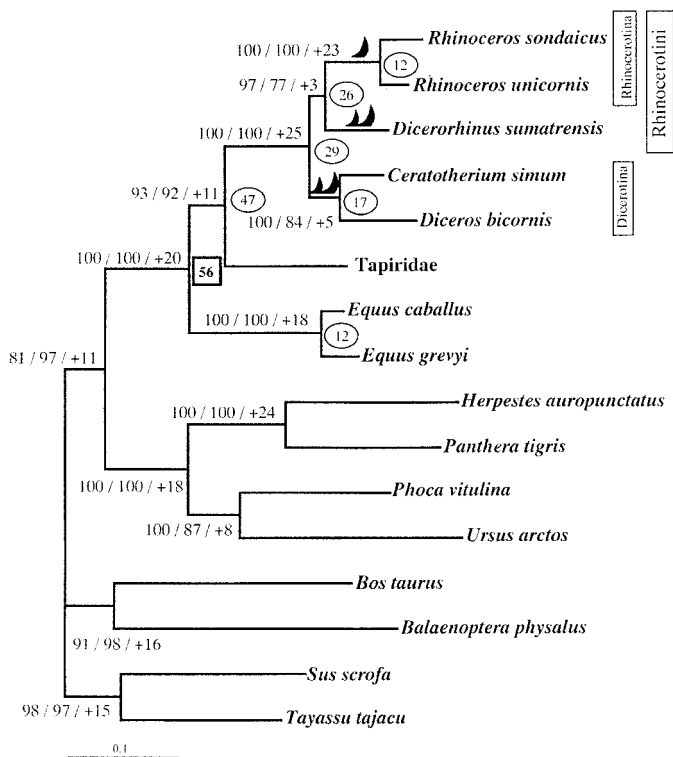 100 / 100 / +23
Rhinoceros sondaicus
12
Rhinoceros unicornis
97 / 77 / +3
26
Dicerorhinus sumatrensis
Rhinocerotina
Rhinocerotini
100 / 100 / +25
29
Ceratotherium simum
17
Diceros bicornis
100 / 84 / +5
Dicerotina
93 / 92 / +11
47
Tapiridae
100 / 100 / +20
56
Equus caballus
100 / 100 / +18
12
Equus grevyi
81 / 97 / +11
Herpestes auropunctatus
100 / 100 / +24
Panthera tigris
100 / 100 / +18
Phoca vitulina
100 / 87 / +8
Ursus arctos
Bos taurus
Balaenoptera physalus
91 / 98 / +16
Sus scrofa
98 / 97 / +15
Tayassu tajacu
0.1